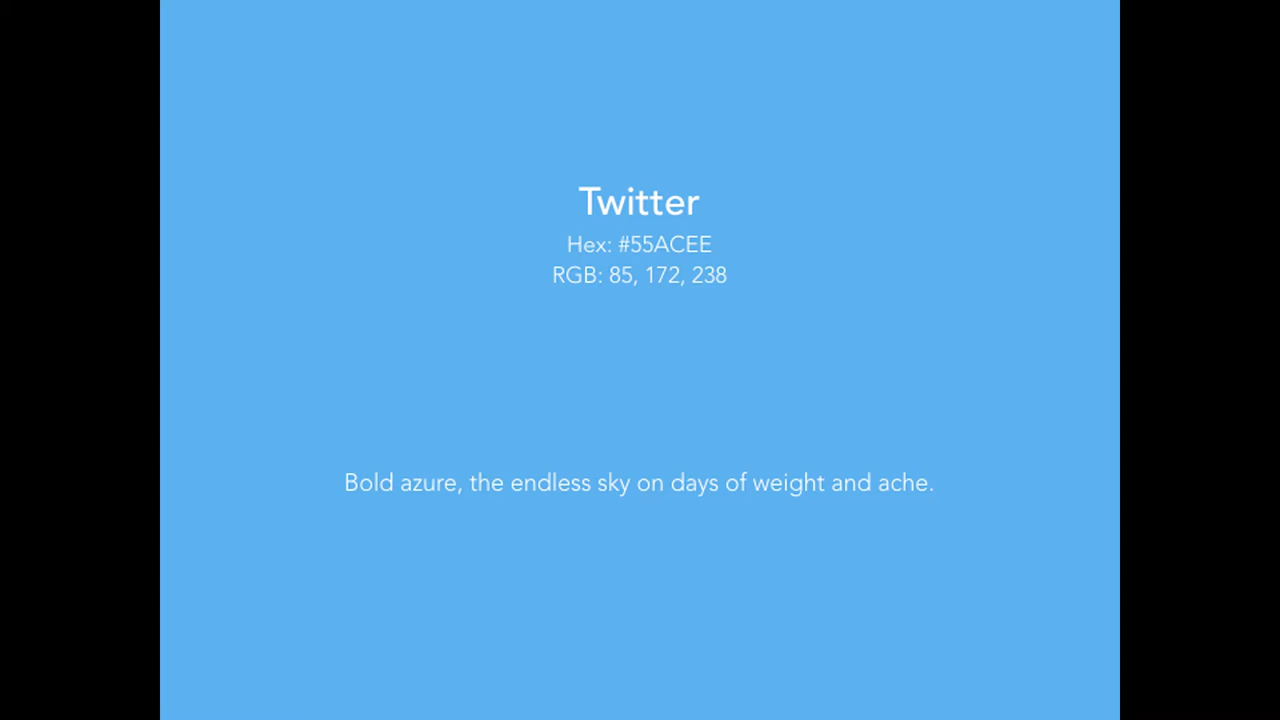 Twitter
Hex: #55ACEE
RGB: 85, 172, 238
Bold azure, the endless sky on days of weight and ache.